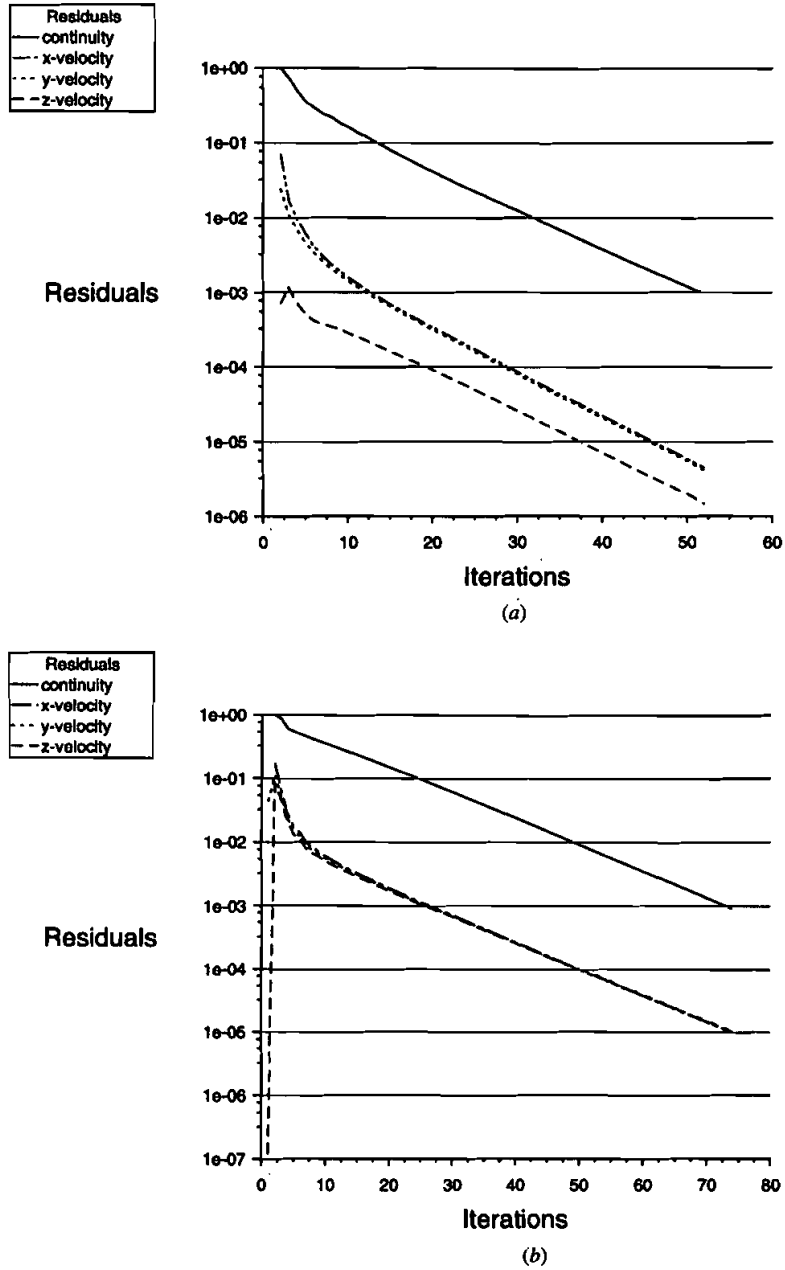 Residuals
continuity
x-velocity
y-velocity
z-velocity
1e+00
1e-01
1e-02
1e-03
1e-04
1e-05
1e-06
Residuals
0 10 20 30 40 50 60
Iterations
(a)
Residuals
continuity
x-velocity
y-velocity
z-velocity
1e+00
1e-01
1e-02
1e-03
1e-04
1e-05
1e-06
1e-07
Residuals
0 10 20 30 40 50 60 70 80
Iterations
(b)